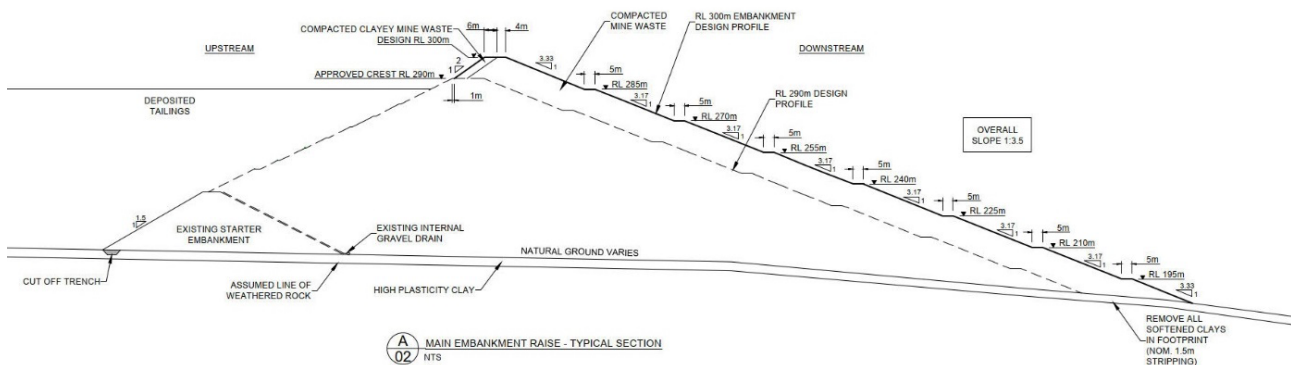 6m
4m
COMPACTED CLAYEY MINE WASTE
DESIGN RL 300m
COMPACTED
MINE WASTE
RL 300m EMBANKMENT
DESIGN PROFILE
UPSTREAM
DOWNSTREAM
2
1
APPROVED CREST RL 290m
1m
DEPOSITED
TAILINGS
3.33
1
5m
RL 285m
3.17
1
5m
RL 270m
RL 290m DESIGN
PROFILE
3.17
1
5m
RL 255m
OVERALL
SLOPE 1:3.5
3.17
1
5m
RL 240m
3.17
1
5m
RL 225m
3.17
1
5m
RL 210m
3.17
1
5m
RL 195m
3.33
1
1.5
1
EXISTING STARTER
EMBANKMENT
EXISTING INTERNAL
GRAVEL DRAIN
NATURAL GROUND VARIES
CUT OFF TRENCH
ASSUMED LINE OF
WEATHERED ROCK
HIGH PLASTICITY CLAY
REMOVE ALL
SOFTENED CLAYS
IN FOOTPRINT
(NOM. 1.5m
STRIPPING)
A
02
MAIN EMBANKMENT RAISE - TYPICAL SECTION
NTS